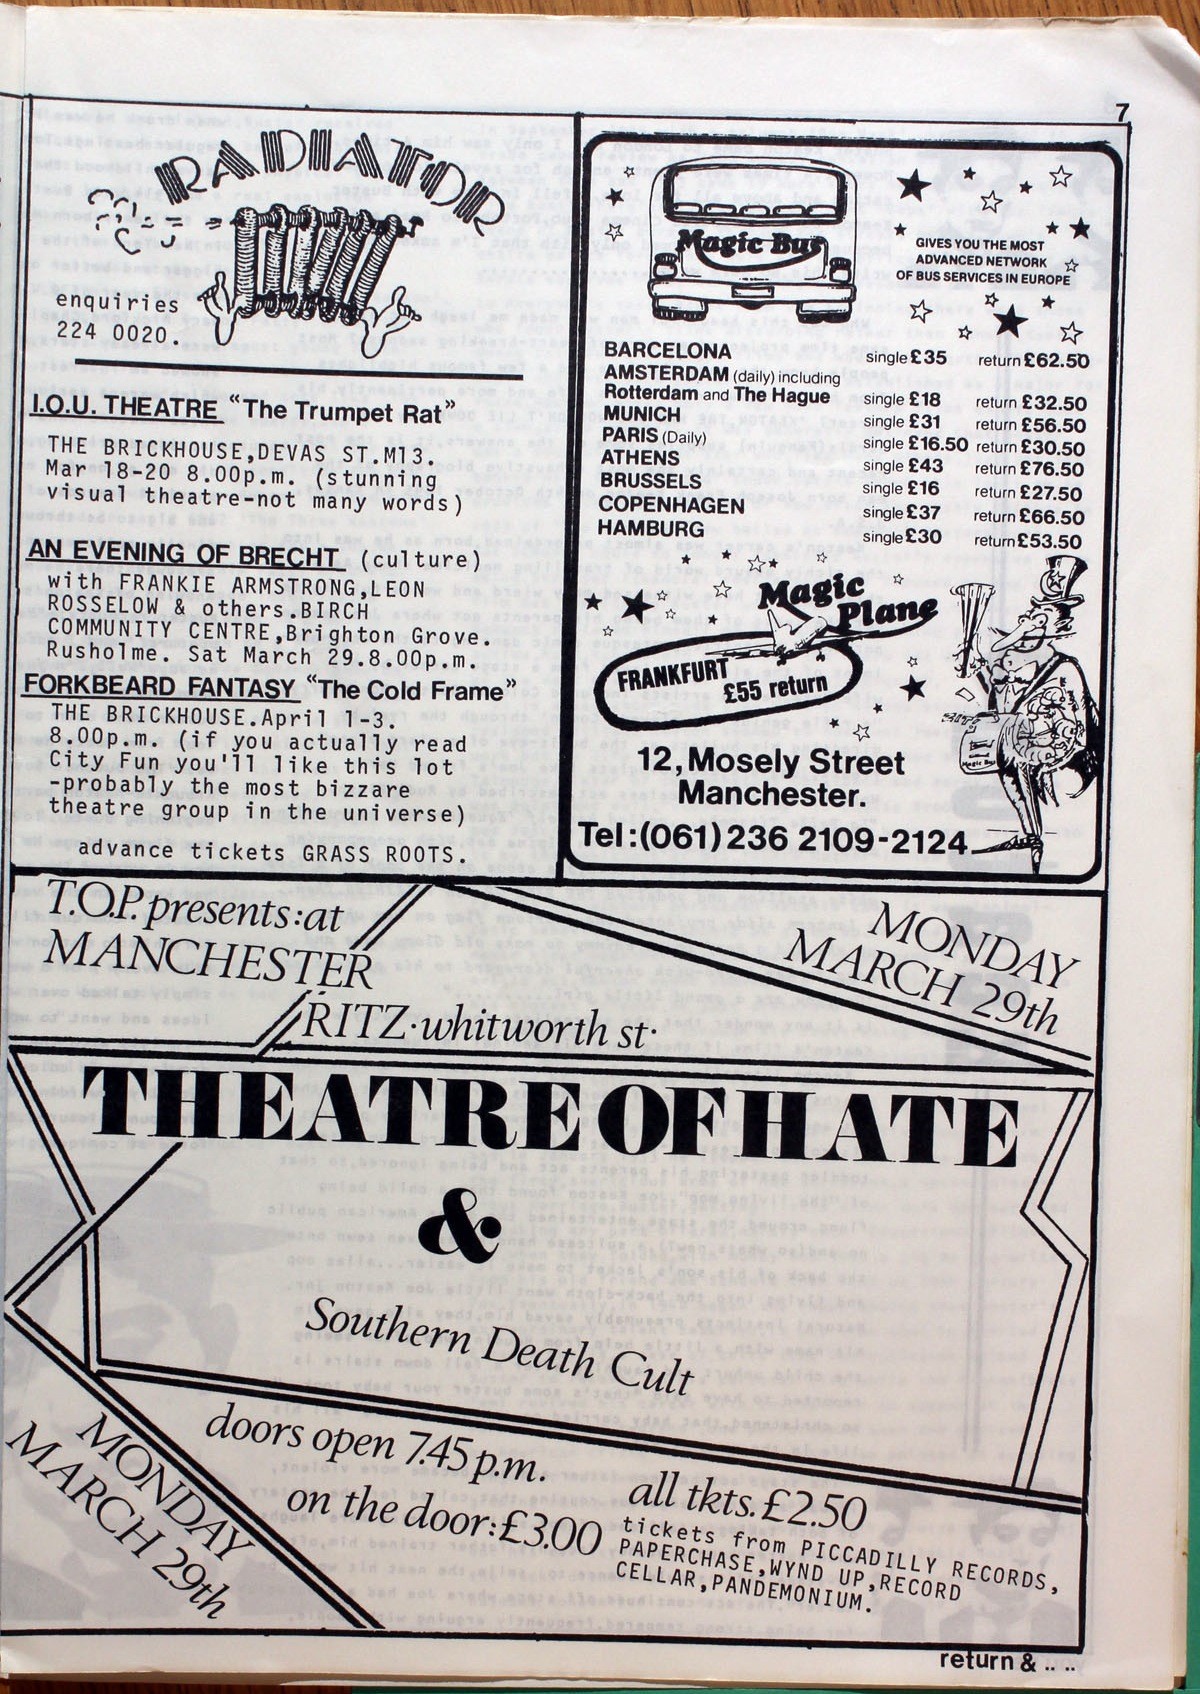 7
RADIATOR
enquiries
224 0020.
I.O.U. THEATRE "The Trumpet Rat"
THE BRICKHOUSE,DEVAS ST.M13.
Mar 18-20 8.00p.m. (stunning
visual theatre-not many words)
AN EVENING OF BRECHT (culture)
with FRANKIE ARMSTRONG,LEON
ROSSELOW & others.BIRCH
COMMUNITY CENTRE,Brighton Grove.
Rusholme. Sat March 29.8.00p.m.
FORKBEARD FANTASY "The Cold Frame"
THE BRICKHOUSE.April 1-3.
8.00p.m. (if you actually read
City Fun you'll like this lot
-probably the most bizzare
theatre group in the universe)
advance tickets GRASS ROOTS.
Magic Bus
GIVES YOU THE MOST
ADVANCED NETWORK
OF BUS SERVICES IN EUROPE
BARCELONA single £35 return £62.50
AMSTERDAM (daily) including
Rotterdam and The Hague single £18 return £32.50
MUNICH single £31 return £56.50
PARIS (Daily) single £16.50 return £30.50
ATHENS single £43 return £76.50
BRUSSELS single £16 return £27.50
COPENHAGEN single £37 return £66.50
HAMBURG single £30 return £53.50
Magic
Plane
FRANKFURT
£55 return
Magic Bus
12, Mosely Street
Manchester.
Tel:(061) 236 2109-2124
T.O.P. presents: at
MANCHESTER
RITZ·whitworth st·
MONDAY
MARCH 29th
THEATRE OF HATE
&
Southern Death Cult
doors open 7.45 p.m.
on the door: £3.00
MONDAY
MARCH 29th
all tkts. £2.50
tickets from PICCADILLY RECORDS,
PAPERCHASE,WYND UP,RECORD
CELLAR,PANDEMONIUM.
return & .. ..